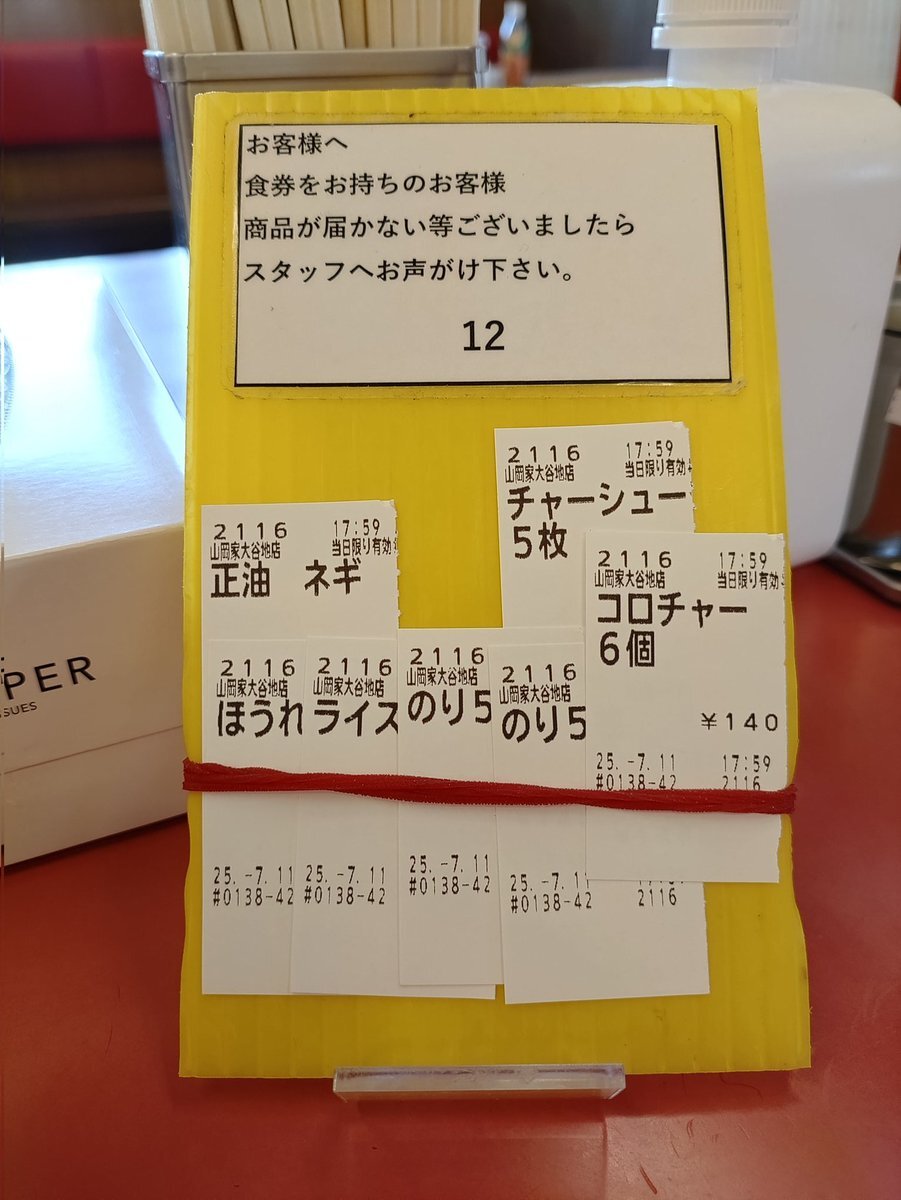 お客様へ
食券をお持ちのお客様
商品が届かない等ございましたら
スタッフへお声がけ下さい。
12
2116 17:59
山岡家大谷地店 当日限り有効
チャーシュー
5枚
2116 17:59
山岡家大谷地店 当日限り有効
正油 ネギ
2116 17:59
山岡家大谷地店 当日限り有効
コロチャー
6個
¥140
25.-7.11 17:59
#0138-42 2116
2116
山岡家大谷地店
ほうれ
25.-7.11
#0138-42
2116
山岡家大谷地店
ライス
25.-7.11
#0138-42
2116
山岡家大谷地店
のり5
25.-7.11
#0138-42
2116
山岡家大谷地店
のり5
25.-7.11
#0138-42 2116
PER
SSUES